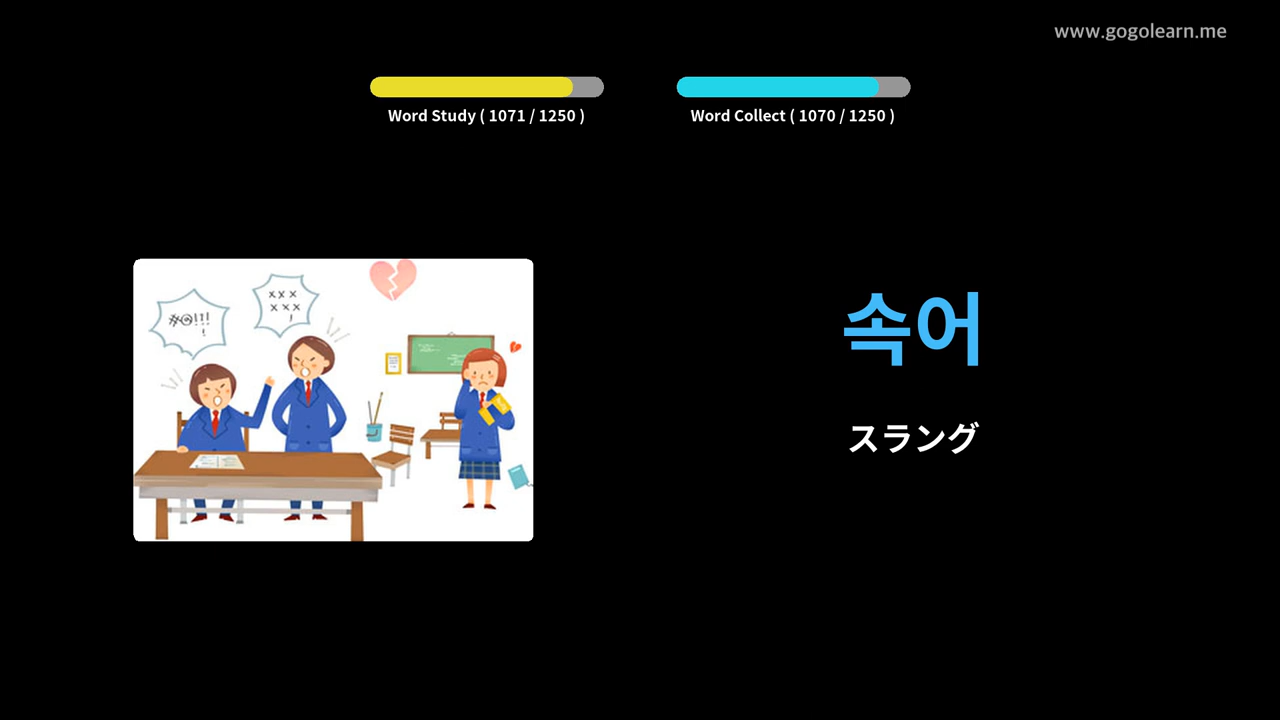 www.gogolearn.me
Word Study ( 1071 / 1250 )
Word Collect ( 1070 / 1250 )
#@!?!
!
x x x
x x x
!
속어
スラング